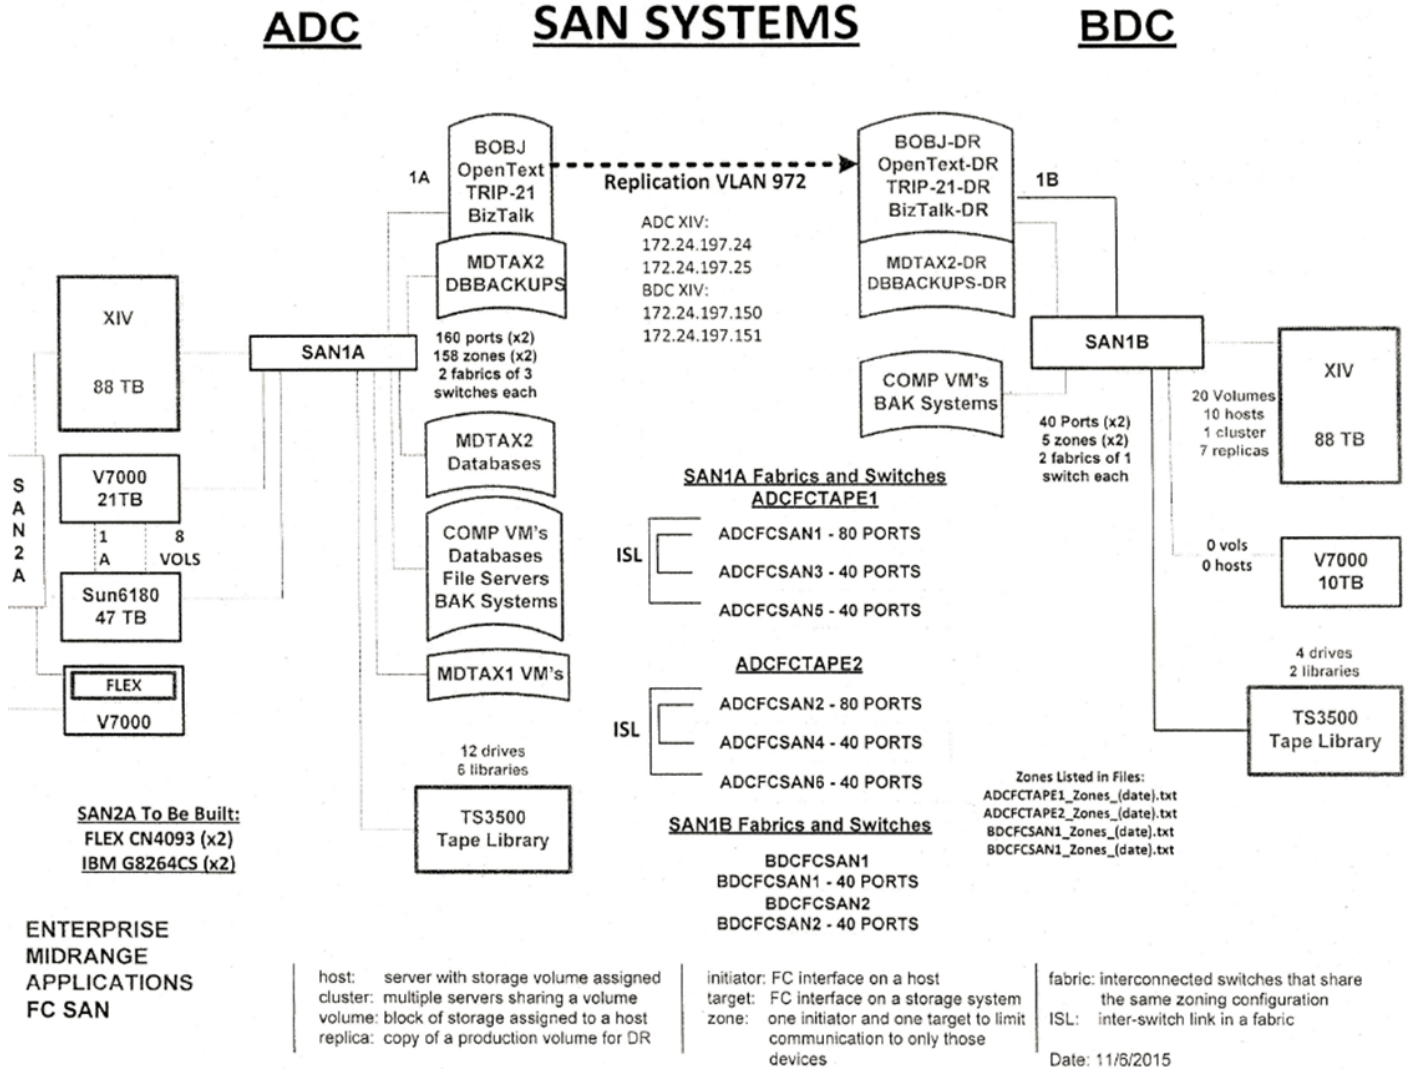 ADC
SAN SYSTEMS
BDC
1A
BOBJ
OpenText
TRIP-21
BizTalk
MDTAX2
DBBACKUPS
Replication VLAN 972
ADC XIV:
172.24.197.24
172.24.197.25
BDC XIV:
172.24.197.150
172.24.197.151
BOBJ-DR
OpenText-DR
TRIP-21-DR
BizTalk-DR
MDTAX2-DR
DBBACKUPS-DR
1B
XIV
88 TB
SAN1A
160 ports (x2)
158 zones (x2)
2 fabrics of 3
switches each
COMP VM's
BAK Systems
SAN1B
40 Ports (x2)
5 zones (x2)
2 fabrics of 1
switch each
20 Volumes
10 hosts
1 cluster
7 replicas
XIV
88 TB
SAN2A
V7000
21TB
1
A
8
VOLS
Sun6180
47 TB
FLEX
V7000
MDTAX2
Databases
COMP VM's
Databases
File Servers
BAK Systems
MDTAX1 VM's
12 drives
6 libraries
TS3500
Tape Library
SAN1A Fabrics and Switches
ADCFCTAPE1
ISL
ADCFCSAN1 - 80 PORTS
ADCFCSAN3 - 40 PORTS
ADCFCSAN5 - 40 PORTS
ADCFCTAPE2
ISL
ADCFCSAN2 - 80 PORTS
ADCFCSAN4 - 40 PORTS
ADCFCSAN6 - 40 PORTS
SAN1B Fabrics and Switches
BDCFCSAN1
BDCFCSAN1 - 40 PORTS
BDCFCSAN2
BDCFCSAN2 - 40 PORTS
0 vols
0 hosts
V7000
10TB
4 drives
2 libraries
TS3500
Tape Library
Zones Listed in Files:
ADCFCTAPE1_Zones_(date).txt
ADCFCTAPE2_Zones_(date).txt
BDCFCSAN1_Zones_(date).txt
BDCFCSAN1_Zones_(date).txt
SAN2A To Be Built:
FLEX CN4093 (x2)
IBM G8264CS (x2)
ENTERPRISE
MIDRANGE
APPLICATIONS
FC SAN
host: server with storage volume assigned
cluster: multiple servers sharing a volume
volume: block of storage assigned to a host
replica: copy of a production volume for DR
initiator: FC interface on a host
target: FC interface on a storage system
zone: one initiator and one target to limit
communication to only those
devices
fabric: interconnected switches that share
the same zoning configuration
ISL: inter-switch link in a fabric
Date: 11/6/2015